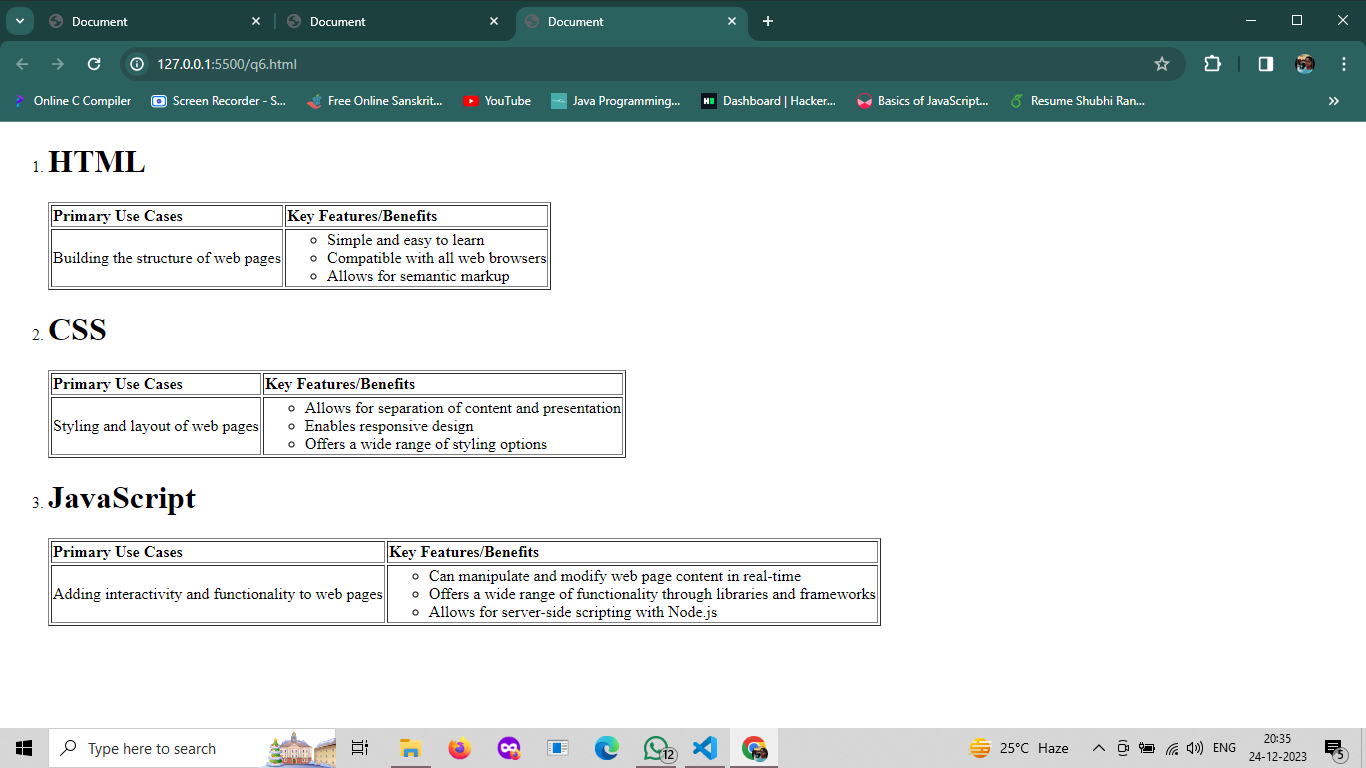 Document
Document
Document
127.0.0.1:5500/q6.html
Online C Compiler
Screen Recorder - S...
Free Online Sanskrit...
YouTube
Java Programming...
Dashboard | Hacker...
Basics of JavaScript...
Resume Shubhi Ran...
1. HTML
Primary Use Cases
Key Features/Benefits
Building the structure of web pages
Simple and easy to learn
Compatible with all web browsers
Allows for semantic markup
2. CSS
Primary Use Cases
Key Features/Benefits
Styling and layout of web pages
Allows for separation of content and presentation
Enables responsive design
Offers a wide range of styling options
3. JavaScript
Primary Use Cases
Key Features/Benefits
Adding interactivity and functionality to web pages
Can manipulate and modify web page content in real-time
Offers a wide range of functionality through libraries and frameworks
Allows for server-side scripting with Node.js
Type here to search
12
25°C Haze
ENG
20:35
24-12-2023
5